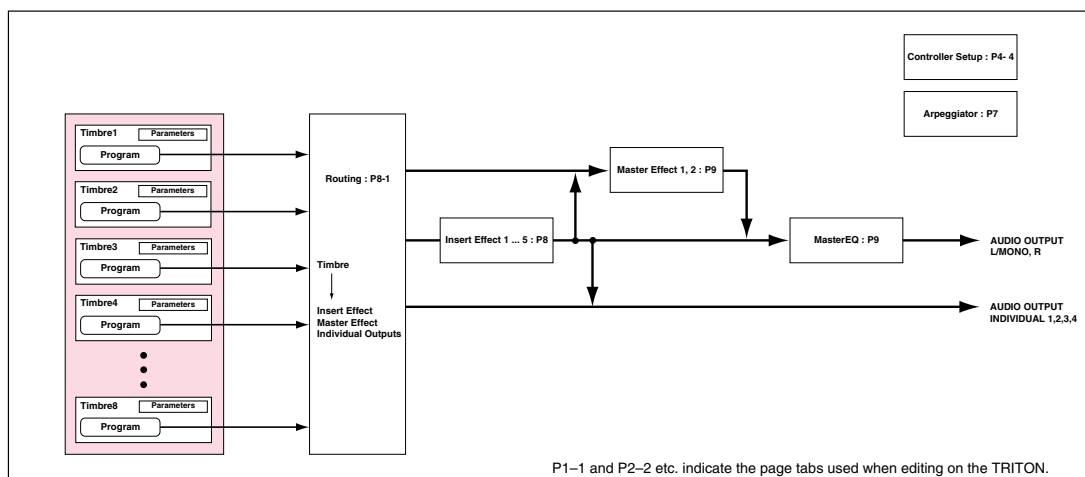 Controller Setup : P4- 4
Arpeggiator : P7
Timbre1
Parameters
Program
Timbre2
Parameters
Program
Timbre3
Parameters
Program
Timbre4
Parameters
Program
Timbre8
Parameters
Program
Routing : P8-1
Timbre
Insert Effect
Master Effect
Individual Outputs
Master Effect 1, 2 : P9
Insert Effect 1 ... 5 : P8
MasterEQ : P9
AUDIO OUTPUT
L/MONO, R
AUDIO OUTPUT
INDIVIDUAL 1,2,3,4
P1–1 and P2–2 etc. indicate the page tabs used when editing on the TRITON.